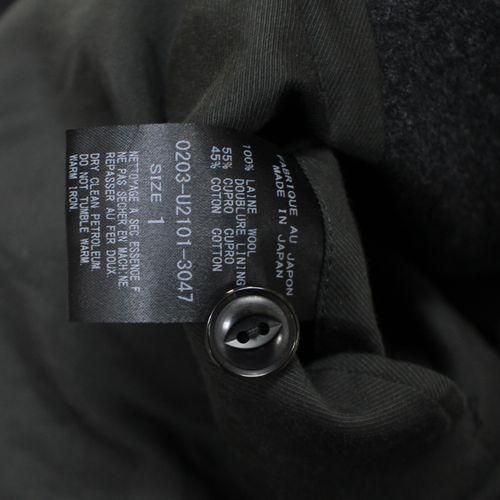 FABRIQUE AU JAPON
MADE IN JAPAN
100% LAINE WOOL
DOUBLURE LINING
55% CUPRO CUPRO
45% COTON COTTON
0203-U2101-3047
SIZE 1
NETTOYAGE A SEC ESSENCE F
NE PAS SECHER EN MACHINE
REPASSER AU FER DOUX.
DRY CLEAN PETROLEUM.
DO NOT TUMBLE WARM.
WARM IRON.